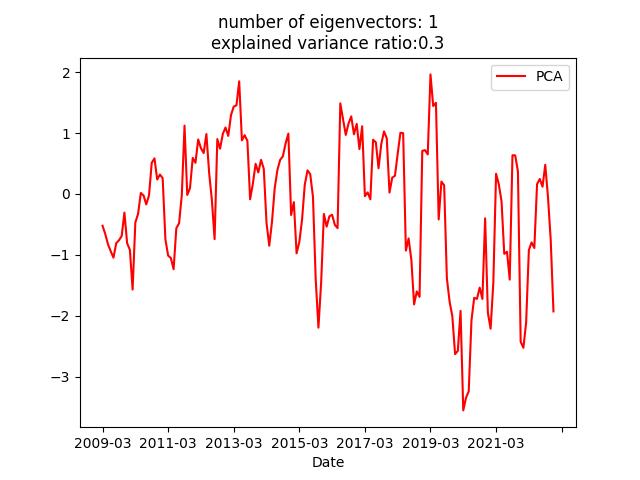 number of eigenvectors: 1
explained variance ratio:0.3
PCA
2
1
0
−1
−2
−3
2009-03 2011-03 2013-03 2015-03 2017-03 2019-03 2021-03
Date